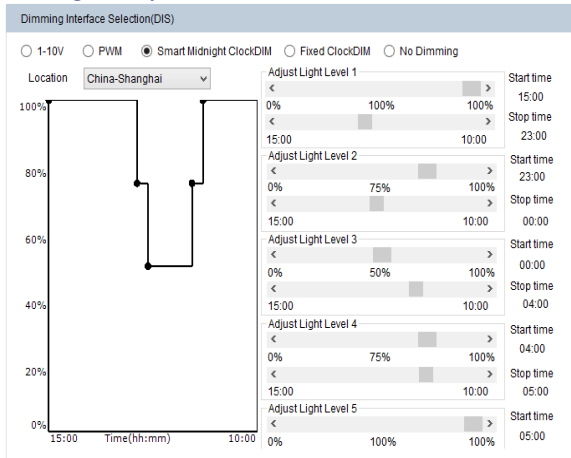 Dimming Interface Selection(DIS)
1-10V PWM Smart Midnight ClockDIM Fixed ClockDIM No Dimming
Location China-Shanghai
100%
80%
60%
40%
20%
0%
15:00 Time(hh:mm) 10:00
Adjust Light Level 1
0% 100% 100%
15:00 10:00
Start time
15:00
Stop time
23:00
Adjust Light Level 2
0% 75% 100%
15:00 10:00
Start time
23:00
Stop time
00:00
Adjust Light Level 3
0% 50% 100%
15:00 10:00
Start time
00:00
Stop time
04:00
Adjust Light Level 4
0% 75% 100%
15:00 10:00
Start time
04:00
Stop time
05:00
Adjust Light Level 5
0% 100% 100%
Start time
05:00